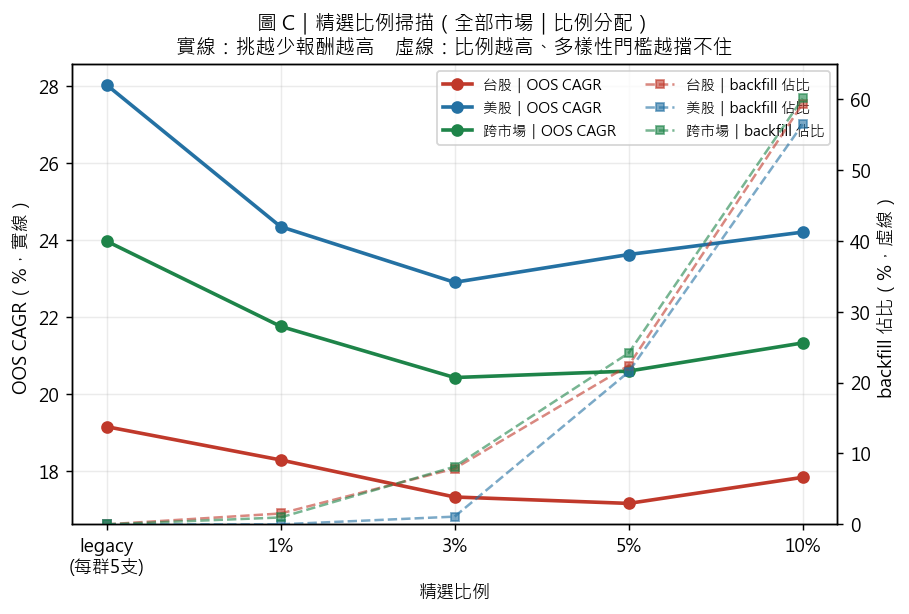 圖 C｜精選比例掃描（全部市場｜比例分配）
實線：挑越少報酬越高　虛線：比例越高、多樣性門檻越擋不住
台股｜OOS CAGR
美股｜OOS CAGR
跨市場｜OOS CAGR
台股｜backfill 佔比
美股｜backfill 佔比
跨市場｜backfill 佔比
OOS CAGR（%．實線）
28
26
24
22
20
18
backfill 佔比（%．虛線）
60
50
40
30
20
10
0
legacy
(每群5支)
1%
3%
5%
10%
精選比例